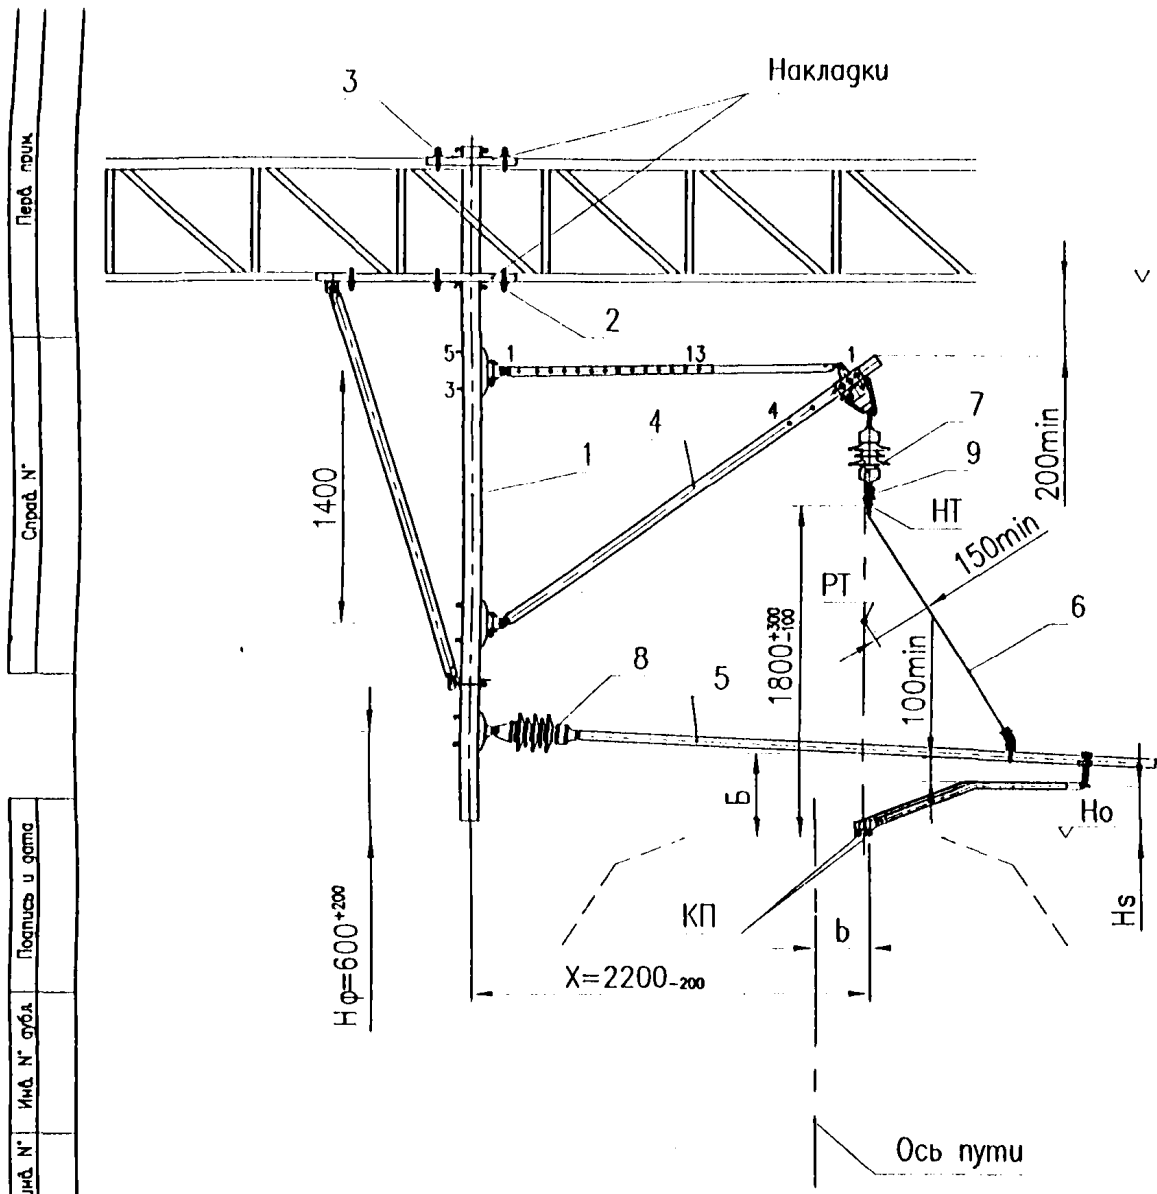 Накладки
3
2
5
3
1
13
1
4
4
1
7
9
НТ
200min
1400
150min
РТ
6
1800+300-100
100min
8
5
Б
Но
Hs
КП
b
Нф=600+200
X=2200-200
Ось пути
Перв. прим.
Справ. N°
Подпись и дата
Инв. N° дубл.
инв. N°